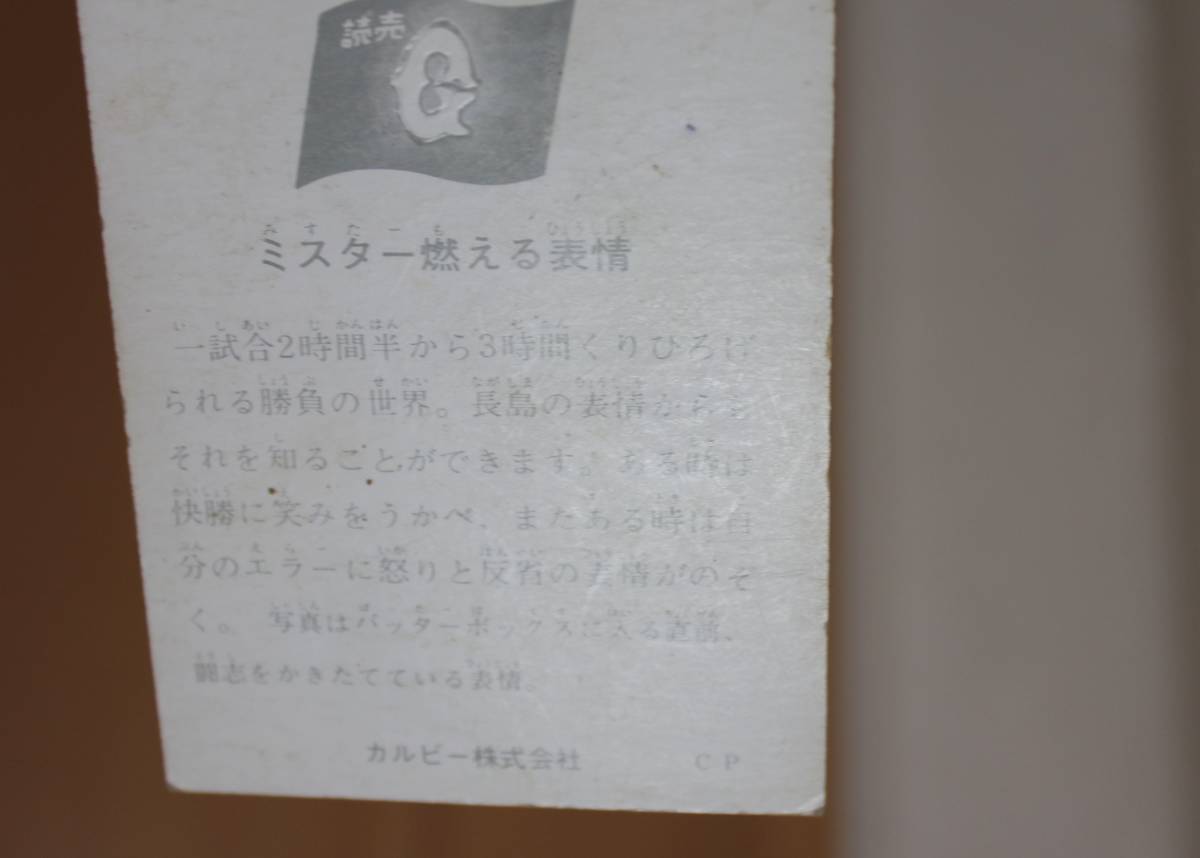 読売
G
ミスター燃える表情
一試合2時間半から3時間くりひろげ
られる勝負の世界。長島の表情からも
それを知ることができます。ある時は
快勝に笑みをうかべ、またある時は自
分のエラーに怒りと反省の表情がのぞ
く。 写真はバッターボックスに入る直前、
闘志をかきたてている表情。
カルビー株式会社
CP